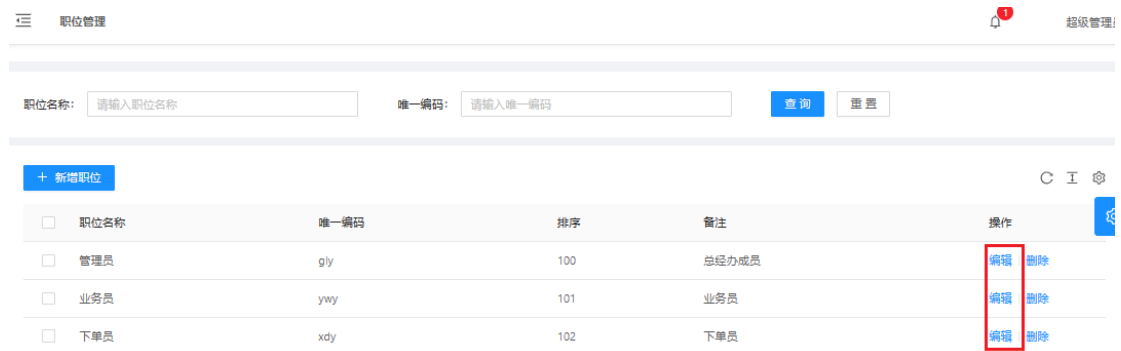 职位管理
1
超级管理员
职位名称： 请输入职位名称 唯一编码： 请输入唯一编码 查 询 重 置
+ 新增职位
职位名称 唯一编码 排序 备注 操作
管理员 gly 100 总经办成员 编辑 删除
业务员 ywy 101 业务员 编辑 删除
下单员 xdy 102 下单员 编辑 删除